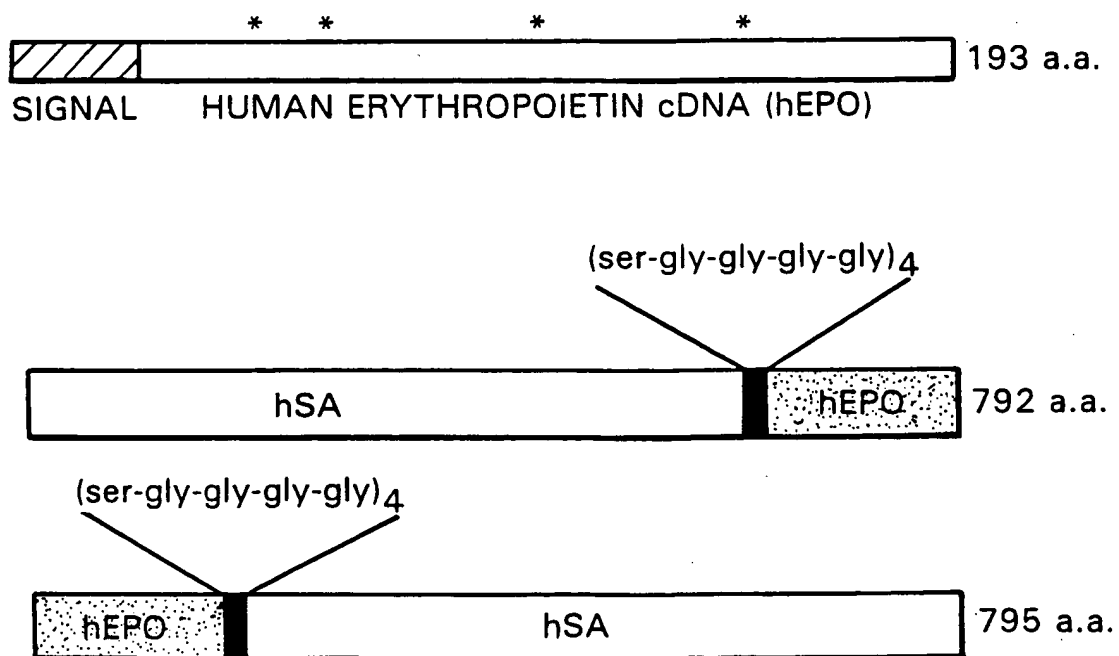 * * * *
193 a.a.
SIGNAL HUMAN ERYTHROPOIETIN cDNA (hEPO)
(ser-gly-gly-gly-gly)4
hSA hEPO 792 a.a.
(ser-gly-gly-gly-gly)4
hEPO hSA 795 a.a.